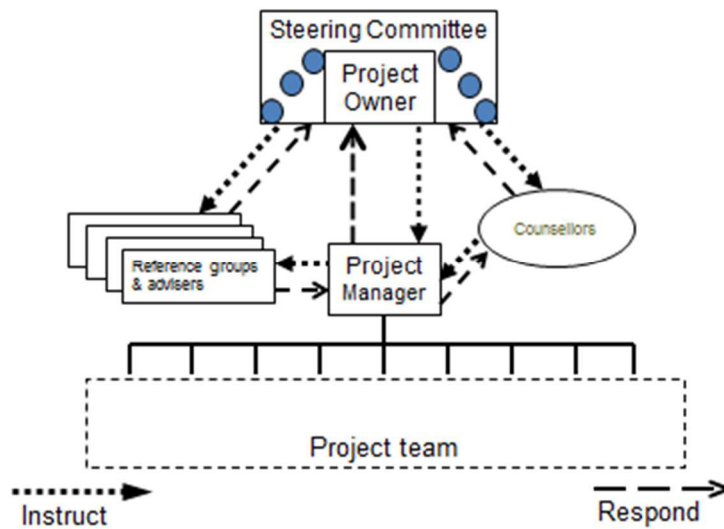 Steering Committee
Project
Owner
Counsellors
Reference groups
& advisers
Project
Manager
Project team
Instruct
Respond